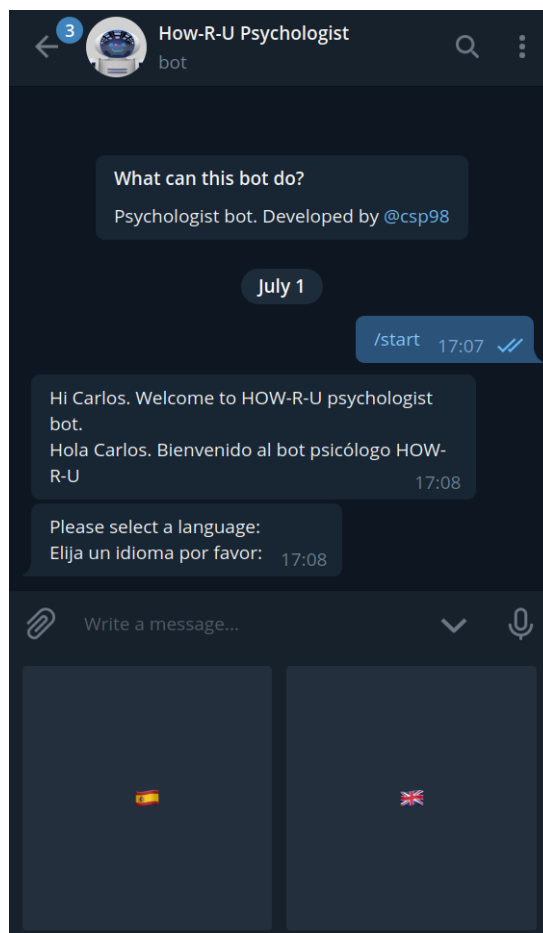 3
How-R-U Psychologist
bot
What can this bot do?
Psychologist bot. Developed by @csp98
July 1
/start 17:07
Hi Carlos. Welcome to HOW-R-U psychologist
bot.
Hola Carlos. Bienvenido al bot psicólogo HOW-
R-U 17:08
Please select a language:
Elija un idioma por favor: 17:08
Write a message...